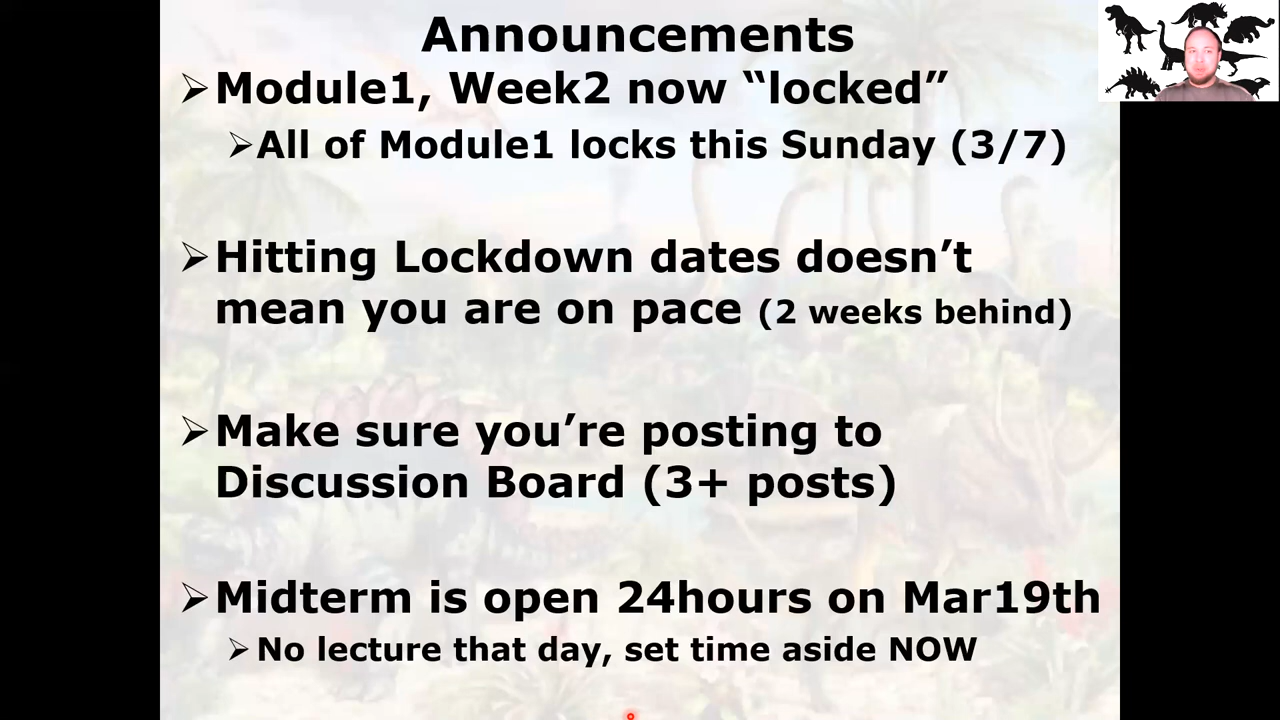 Announcements
➢Module1, Week2 now “locked”
➢All of Module1 locks this Sunday (3/7)
➢Hitting Lockdown dates doesn’t
mean you are on pace (2 weeks behind)
➢Make sure you’re posting to
Discussion Board (3+ posts)
➢Midterm is open 24hours on Mar19th
➢No lecture that day, set time aside NOW